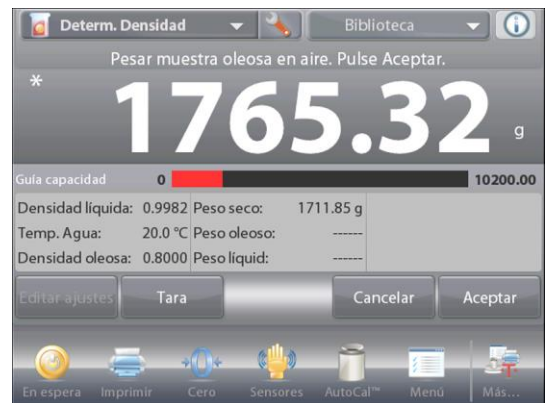 Determ. Densidad Biblioteca
Pesar muestra oleosa en aire. Pulse Aceptar.
* 1765.32 g
Guía capacidad 0 10200.00
Densidad líquida: 0.9982 Peso seco: 1711.85 g
Temp. Agua: 20.0 °C Peso oleoso: ------
Densidad oleosa: 0.8000 Peso líquid: ------
Editar ajustes Tara Cancelar Aceptar
En espera Imprimir Cero Sensores AutoCal™ Menú Más...